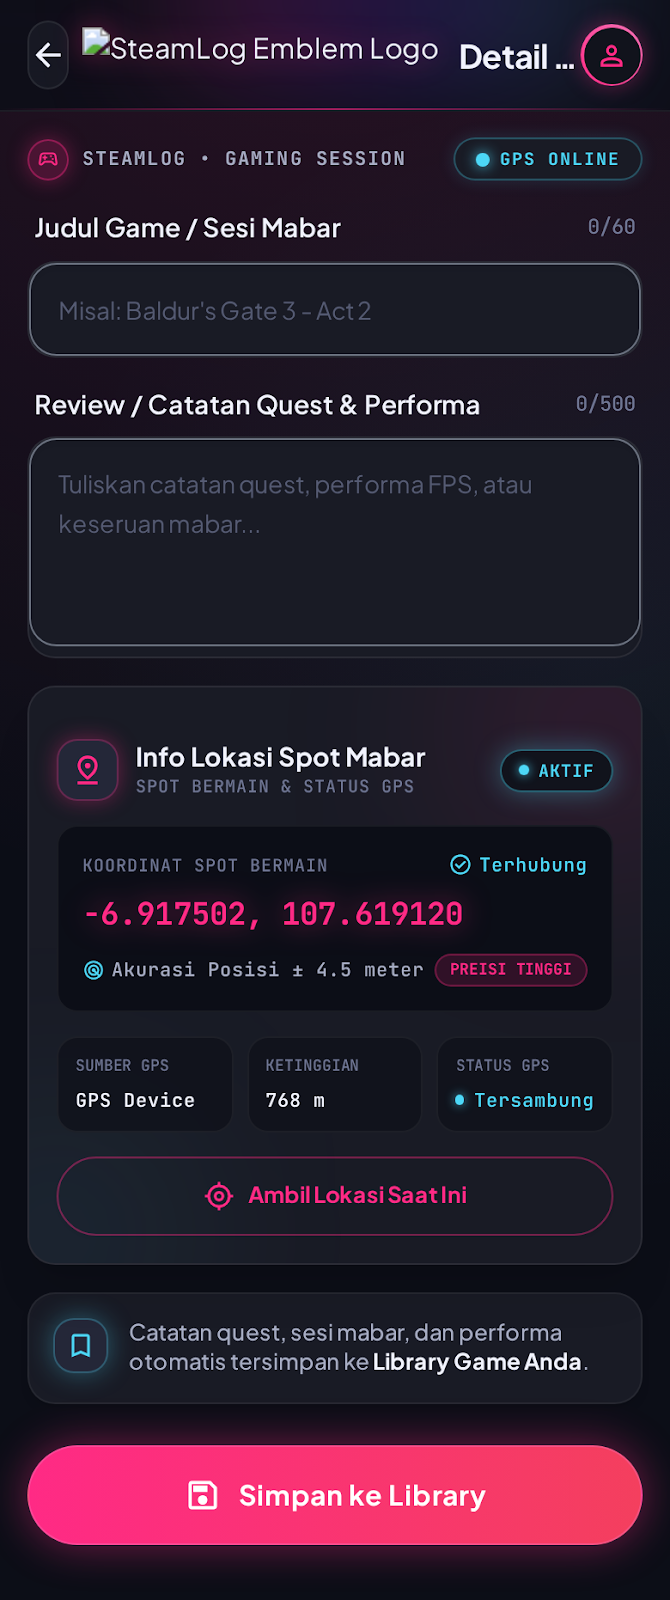 SteamLog Emblem Logo
Detail ...
STEAMLOG • GAMING SESSION
GPS ONLINE
Judul Game / Sesi Mabar
0/60
Misal: Baldur's Gate 3 - Act 2
Review / Catatan Quest & Performa
0/500
Tuliskan catatan quest, performa FPS, atau
keseruan mabar...
Info Lokasi Spot Mabar
SPOT BERMAIN & STATUS GPS
AKTIF
KOORDINAT SPOT BERMAIN
Terhubung
-6.917502, 107.619120
Akurasi Posisi ± 4.5 meter
PREISI TINGGI
SUMBER GPS
GPS Device
KETINGGIAN
768 m
STATUS GPS
Tersambung
Ambil Lokasi Saat Ini
Catatan quest, sesi mabar, dan performa
otomatis tersimpan ke Library Game Anda.
Simpan ke Library